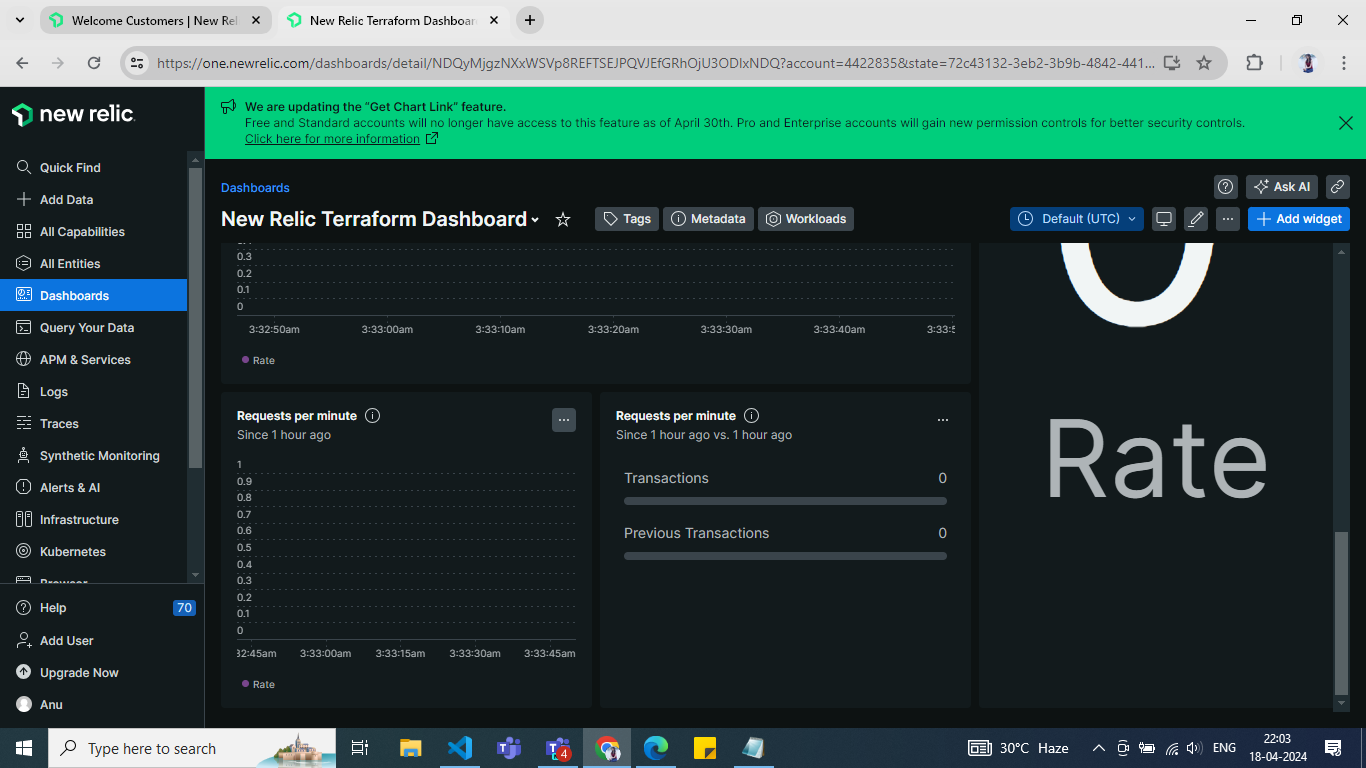 Welcome Customers | New Rel
New Relic Terraform Dashboard
https://one.newrelic.com/dashboards/detail/NDQyMjgzNXxWSVp8REFTSEJPQVJEfGRhOjU3ODIxNDQ?account=4422835&state=72c43132-3eb2-3b9b-4842-441...
new relic
We are updating the “Get Chart Link” feature.
Free and Standard accounts will no longer have access to this feature as of April 30th. Pro and Enterprise accounts will gain new permission controls for better security controls.
Click here for more information
Quick Find
Add Data
All Capabilities
All Entities
Dashboards
Query Your Data
APM & Services
Logs
Traces
Synthetic Monitoring
Alerts & AI
Infrastructure
Kubernetes
Browser
Help 70
Add User
Upgrade Now
Anu
Dashboards
Ask AI
New Relic Terraform Dashboard
Tags
Metadata
Workloads
Default (UTC)
Add widget
0.3
0.2
0.1
0
3:32:50am 3:33:00am 3:33:10am 3:33:20am 3:33:30am 3:33:40am 3:33:5
Rate
0
Rate
Requests per minute
Since 1 hour ago
1
0.9
0.8
0.7
0.6
0.5
0.4
0.3
0.2
0.1
0
32:45am 3:33:00am 3:33:15am 3:33:30am 3:33:45am
Rate
Requests per minute
Since 1 hour ago vs. 1 hour ago
Transactions 0
Previous Transactions 0
Type here to search
4
30°C Haze
ENG
22:03
18-04-2024